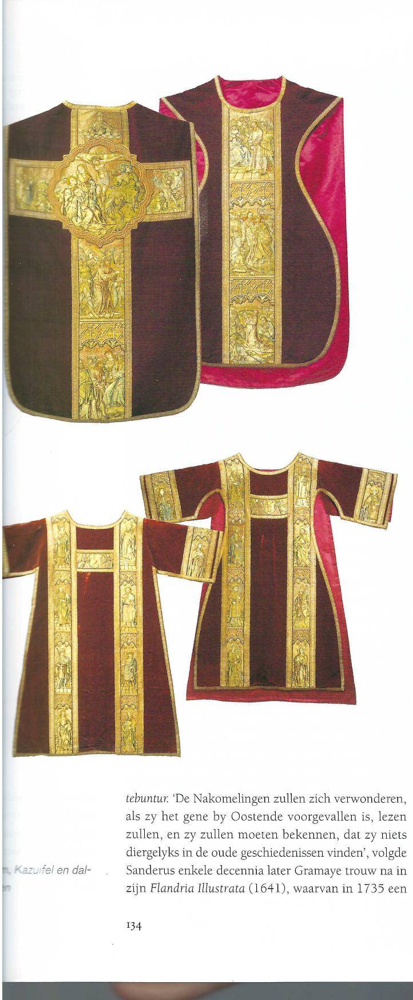 tebuntur. ‘De Nakomelingen zullen zich verwonderen,
als zy het gene by Oostende voorgevallen is, lezen
zullen, en zy zullen moeten bekennen, dat zy niets
diergelyks in de oude geschiedenissen vinden’, volgde
Sanderus enkele decennia later Gramaye trouw na in
zijn Flandria Illustrata (1641), waarvan in 1735 een
Kazuifel en dal-
134